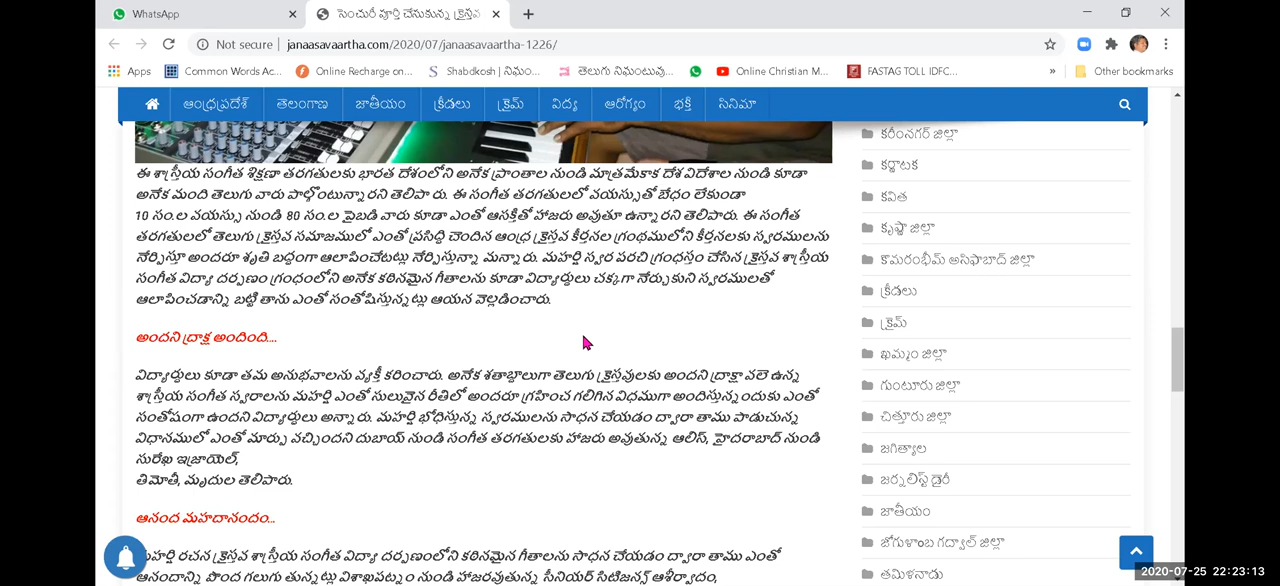 WhatsApp
సెంచురీ పూర్తి చేసుకున్న క్రైస్తవ
Not secure | janaasavaartha.com/2020/07/janaasavaartha-1226/
Apps Common Words Ac... Online Recharge on... Shabdkosh | నిఘం... తెలుగు నిఘంటువు... Online Christian M... FASTAG TOLL IDFC... » Other bookmarks
ఆంధ్రప్రదేశ్ తెలంగాణ జాతీయం క్రీడలు క్రైమ్ విద్య ఆరోగ్యం భక్తి సినిమా
ఈ శాస్త్రీయ సంగీత శిక్షణా తరగతులకు భారత దేశంలోని అనేక ప్రాంతాల నుండి మాత్రమేకాక దేశ విదేశాల నుండి కూడా
అనేక మంది తెలుగు వారు పాల్గొంటున్నారని తెలిపా రు. ఈ సంగీత తరగతులలో వయస్సుతో బేధం లేకుండా
10 సం.ల వయస్సు నుండి 80 సం.ల పైబడి వారు కూడా ఎంతో ఆసక్తితో హాజరు అవుతూ ఉన్నారని తెలిపారు. ఈ సంగీత
తరగతులలో తెలుగు క్రైస్తవ సమాజములో ఎంతో ప్రసిద్ధి చెందిన ఆంధ్ర క్రైస్తవ కీర్తనల గ్రంథములోని కీర్తనలకు స్వరములను
నేర్పిస్తూ అందరూ శృతి బద్ధంగా ఆలాపించేటట్లు నేర్పిస్తున్నా మన్నారు. మహర్షి స్వర పరచి గ్రంధస్తం చేసిన క్రైస్తవ శాస్త్రీయ
సంగీత విద్యా దర్పణం గ్రంధంలోని అనేక కఠినమైన గీతాలను కూడా విద్యార్థులు చక్కగా నేర్చుకుని స్వరములతో
ఆలాపించడాన్ని బట్టి తాను ఎంతో సంతోషిస్తున్నట్లు ఆయన వెల్లడించారు.
అందని ద్రాక్ష అందింది...
విద్యార్థులు కూడా తమ అనుభవాలను వ్యక్తీ కరించారు. అనేక శతాబ్దాలుగా తెలుగు క్రైస్తవులకు అందని ద్రాక్షా వలె ఉన్న
శాస్త్రీయ సంగీత స్వరాలను మహర్షి ఎంతో సులువైన రీతిలో అందరూ గ్రహించ గలిగిన విధముగా అందిస్తున్నందుకు ఎంతో
సంతోషంగా ఉందని విద్యార్థులు అన్నారు. మహర్షి భోధిస్తున్న స్వరములను సాధన చేయడం ద్వారా తాము పాడుచున్న
విధానములో ఎంతో మార్పు వచ్చిందని దుబాయ్ నుండి సంగీత తరగతులకు హాజరు అవుతున్న ఆలిస్, హైదరాబాద్ నుండి
సురేఖ ఇజ్రాయెల్,
తిమోతీ, మృదుల తెలిపారు.
ఆనంద మహదానందం...
మహర్షి రచన క్రైస్తవ శాస్త్రీయ సంగీత విద్యా దర్పణంలోని కఠినమైన గీతాలను సాధన చేయడం ద్వారా తాము ఎంతో
ఆనందాన్ని పొంద గలుగు తున్నట్లు విశాఖపట్నం నుండి హాజరవుతున్న సీనియర్ సిటిజన్స్ ఆశీర్వాదం,
కరీంనగర్ జిల్లా
కర్ణాటక
కవిత
కృష్ణా జిల్లా
కొమరంభీమ్ అసిఫాబాద్ జిల్లా
క్రీడలు
క్రైమ్
ఖమ్మం జిల్లా
గుంటూరు జిల్లా
చిత్తూరు జిల్లా
జగిత్యాల
జర్నలిస్ట్ డైరీ
జాతీయం
జోగుళాంబ గద్వాల్ జిల్లా
తమిళనాడు
2020-07-25 22:23:13